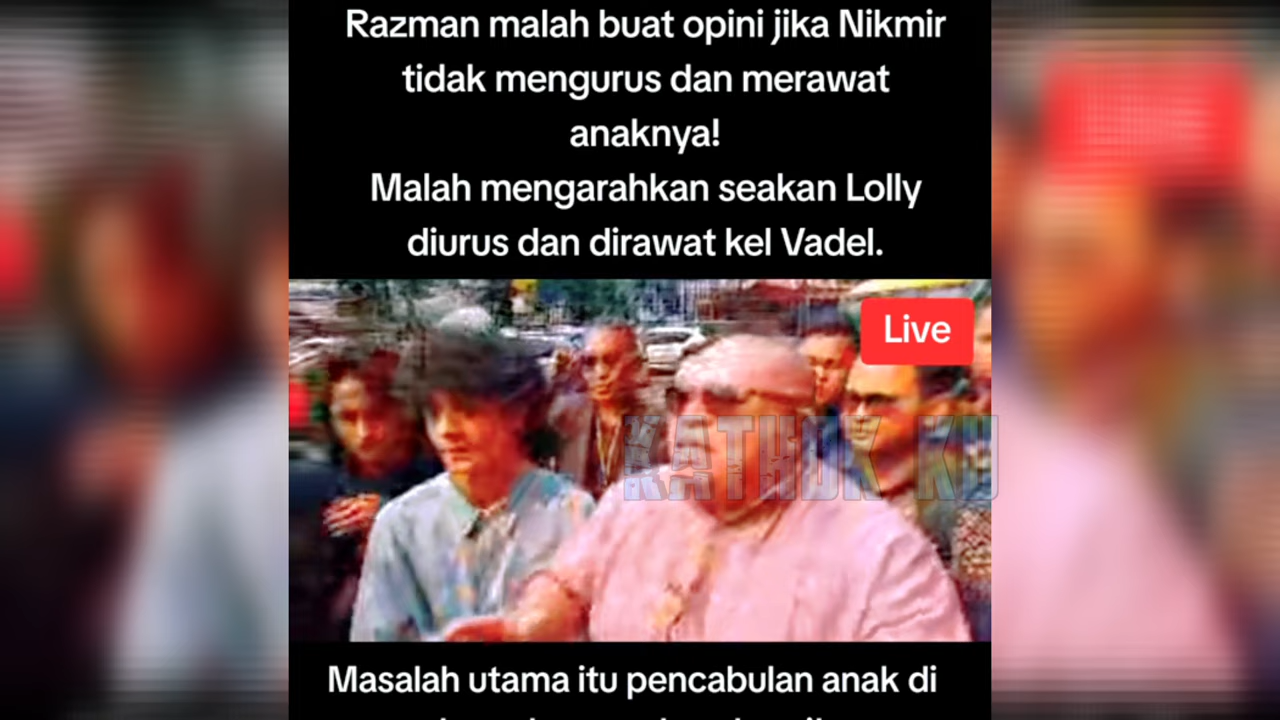 Razman malah buat opini jika Nikmir
tidak mengurus dan merawat
anaknya!
Malah mengarahkan seakan Lolly
diurus dan dirawat kel Vadel.
Live
KATHOK KU
Masalah utama itu pencabulan anak di